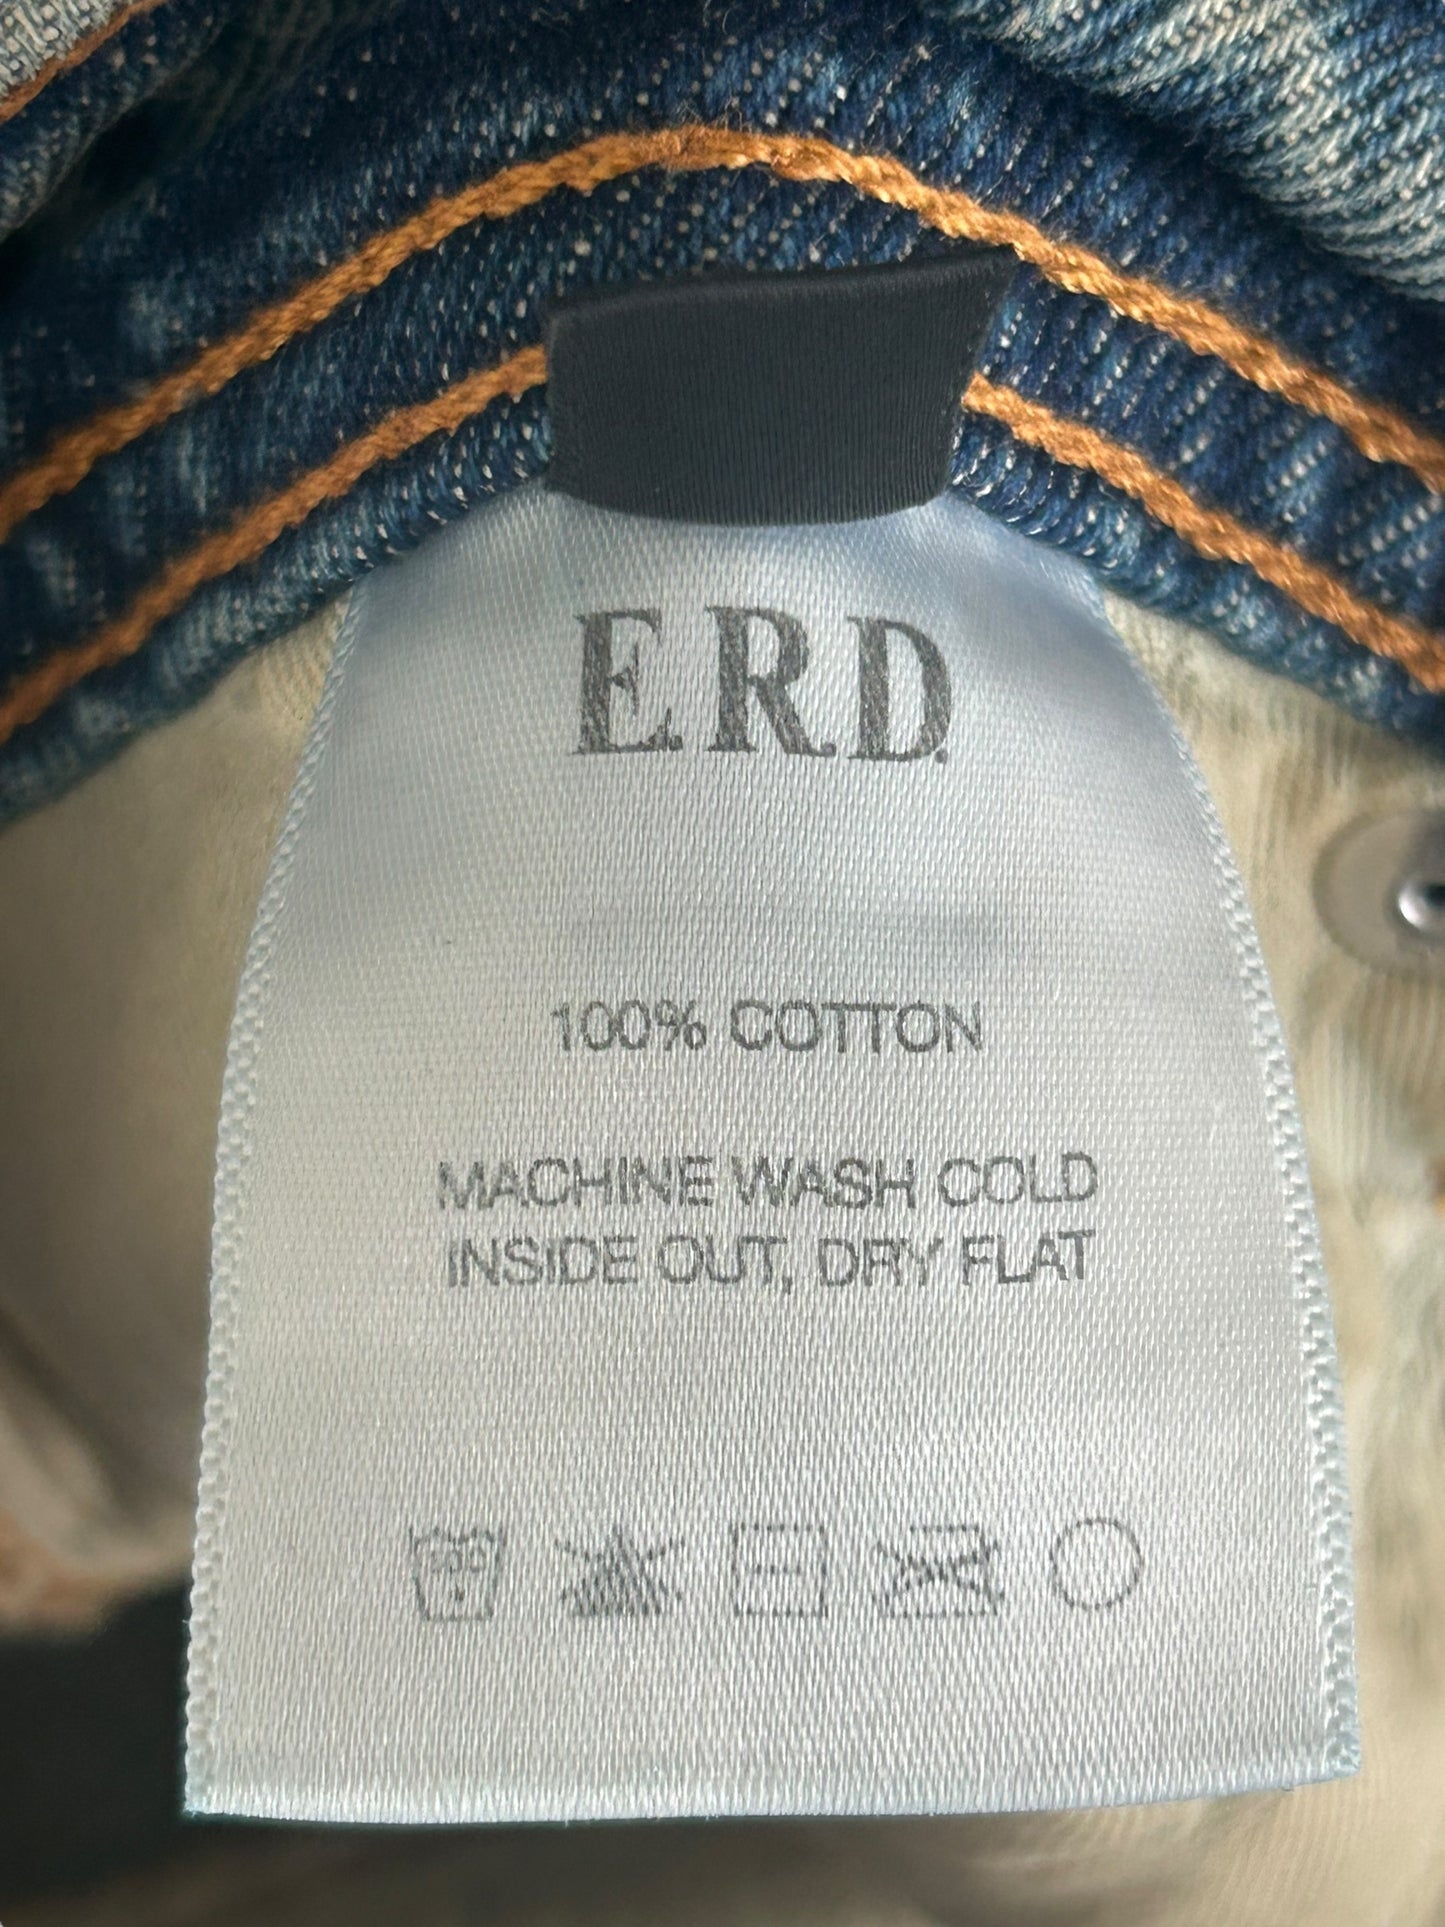 E.R.D.
100% COTTON
MACHINE WASH COLD
INSIDE OUT, DRY FLAT